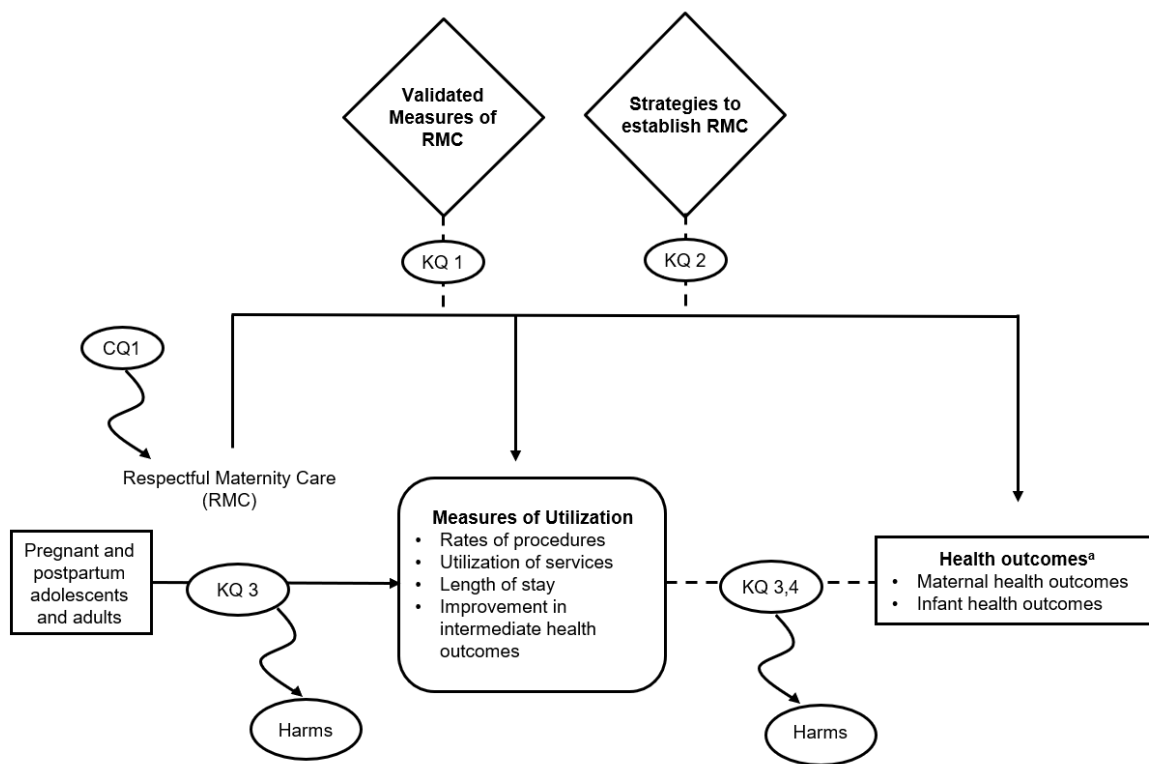 Validated
Measures of
RMC
Strategies to
establish RMC
KQ 1
KQ 2
CQ1
Respectful Maternity Care
(RMC)
Pregnant and
postpartum
adolescents
and adults
KQ 3
Measures of Utilization
• Rates of procedures
• Utilization of services
• Length of stay
• Improvement in
intermediate health
outcomes
KQ 3,4
Health outcomesᵃ
• Maternal health outcomes
• Infant health outcomes
Harms
Harms